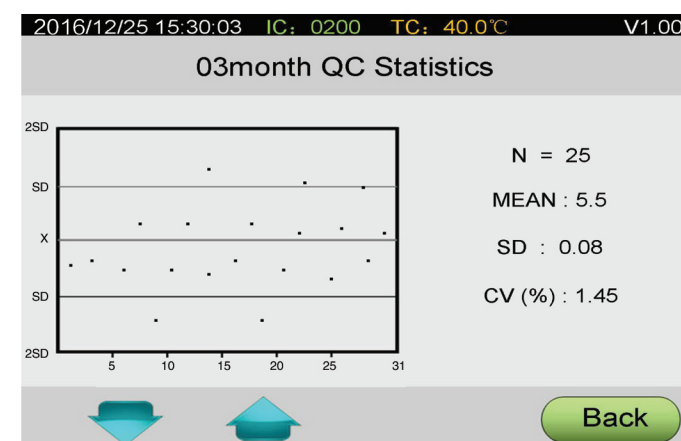 2016/12/25 15:30:03 IC: 0200 TC: 40.0℃ V1.00
03month QC Statistics
2SD
SD
X
SD
2SD
5 10 15 20 25 31
N = 25
MEAN : 5.5
SD : 0.08
CV (%) : 1.45
Back